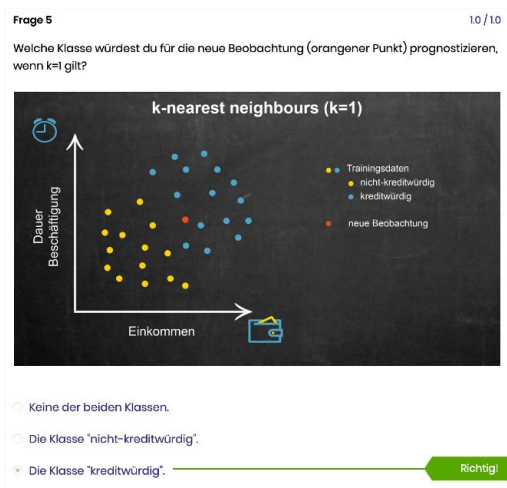 Frage 5
1.0 / 1.0
Welche Klasse würdest du für die neue Beobachtung (orangener Punkt) prognostizieren,
wenn k=1 gilt?
k-nearest neighbours (k=1)
Dauer
Beschäftigung
Trainingsdaten
nicht-kreditwürdig
kreditwürdig
neue Beobachtung
Einkommen
Keine der beiden Klassen.
Die Klasse "nicht-kreditwürdig".
Die Klasse "kreditwürdig".
Richtig!